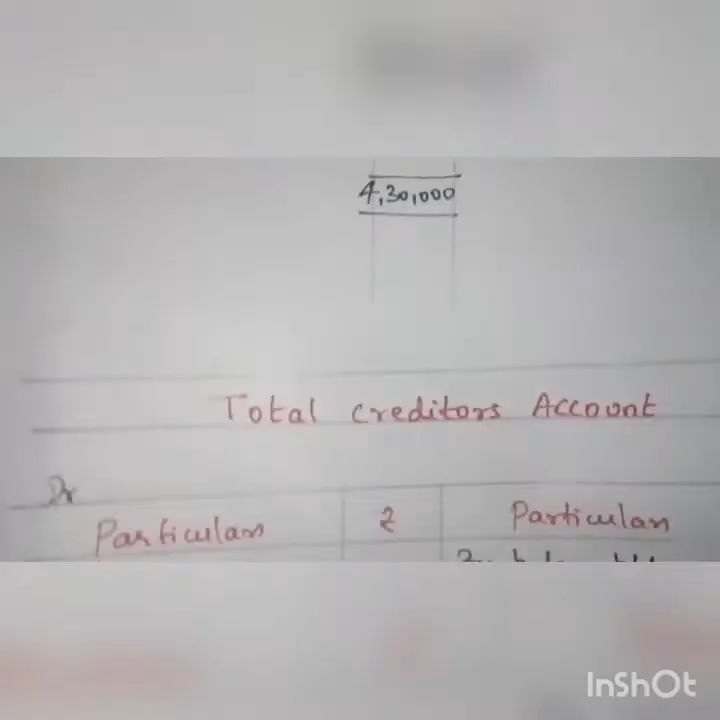 4,30,000
Total Creditors Account
Dr
Particulars ₹ Particulars
InShOt